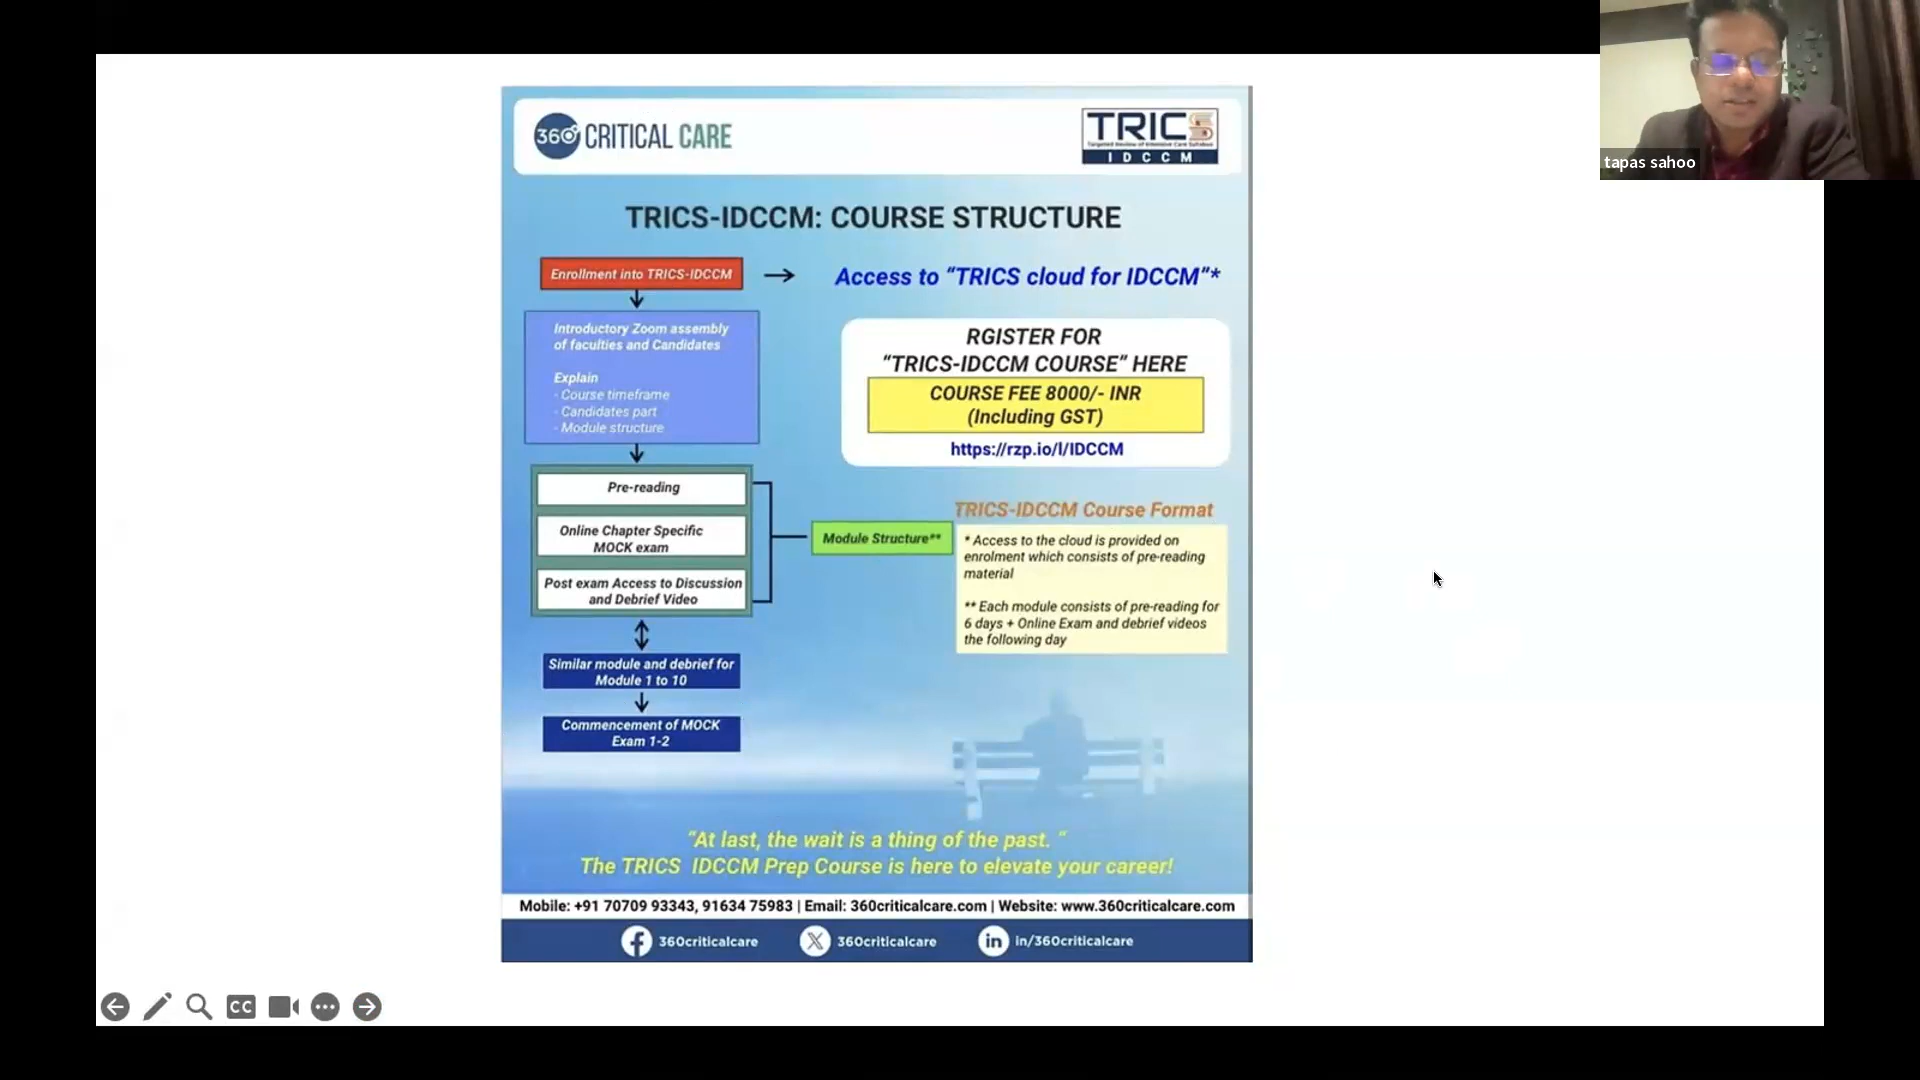 tapas sahoo
360 CRITICAL CARE
TRICS
Targeted Review of Intensive Care Syllabus
IDCCM
TRICS-IDCCM: COURSE STRUCTURE
Enrollment into TRICS-IDCCM
Access to “TRICS cloud for IDCCM”*
Introductory Zoom assembly
of faculties and Candidates
Explain
- Course timeframe
- Candidates part
- Module structure
RGISTER FOR
“TRICS-IDCCM COURSE” HERE
COURSE FEE 8000/- INR
(Including GST)
https://rzp.io/l/IDCCM
Pre-reading
Online Chapter Specific
MOCK exam
Post exam Access to Discussion
and Debrief Video
Module Structure**
TRICS-IDCCM Course Format
* Access to the cloud is provided on
enrolment which consists of pre-reading
material
** Each module consists of pre-reading for
6 days + Online Exam and debrief videos
the following day
Similar module and debrief for
Module 1 to 10
Commencement of MOCK
Exam 1-2
“At last, the wait is a thing of the past. “
The TRICS IDCCM Prep Course is here to elevate your career!
Mobile: +91 70709 93343, 91634 75983 | Email: 360criticalcare.com | Website: www.360criticalcare.com
360criticalcare
360criticalcare
in/360criticalcare
CC